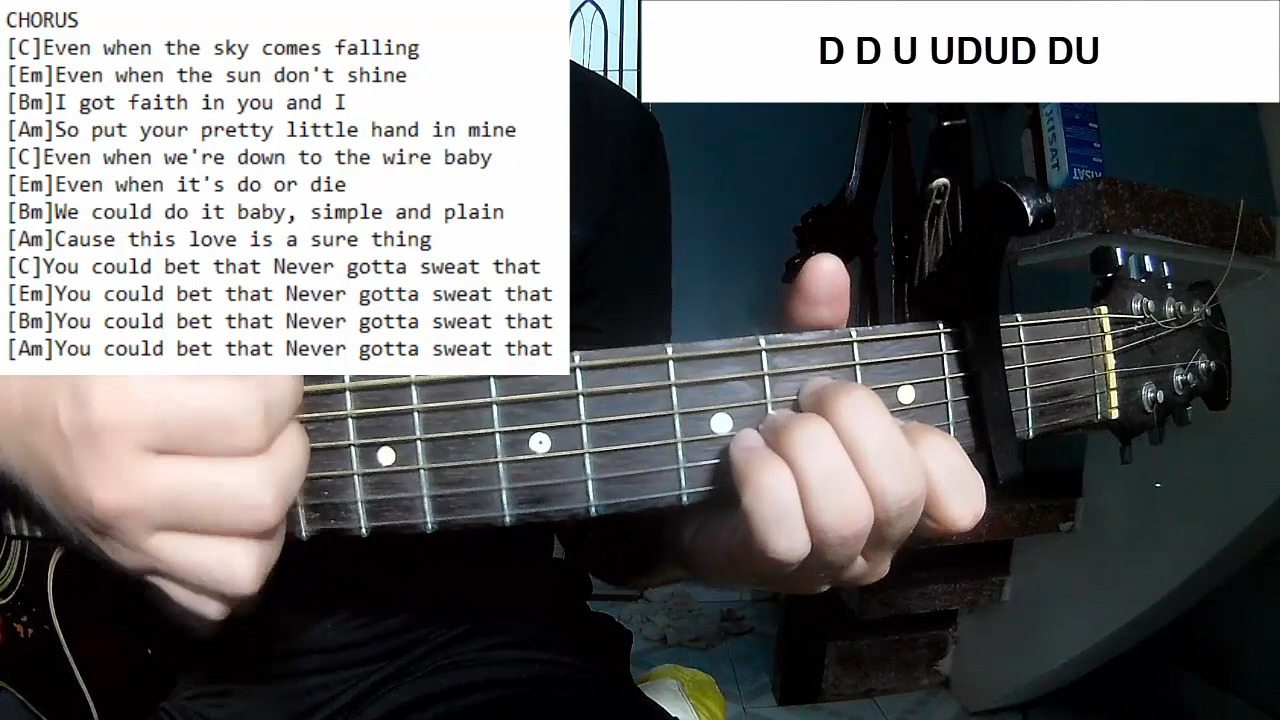 CHORUS
[C]Even when the sky comes falling
[Em]Even when the sun don't shine
[Bm]I got faith in you and I
[Am]So put your pretty little hand in mine
[C]Even when we're down to the wire baby
[Em]Even when it's do or die
[Bm]We could do it baby, simple and plain
[Am]Cause this love is a sure thing
[C]You could bet that Never gotta sweat that
[Em]You could bet that Never gotta sweat that
[Bm]You could bet that Never gotta sweat that
[Am]You could bet that Never gotta sweat that
D D U UDUD DU